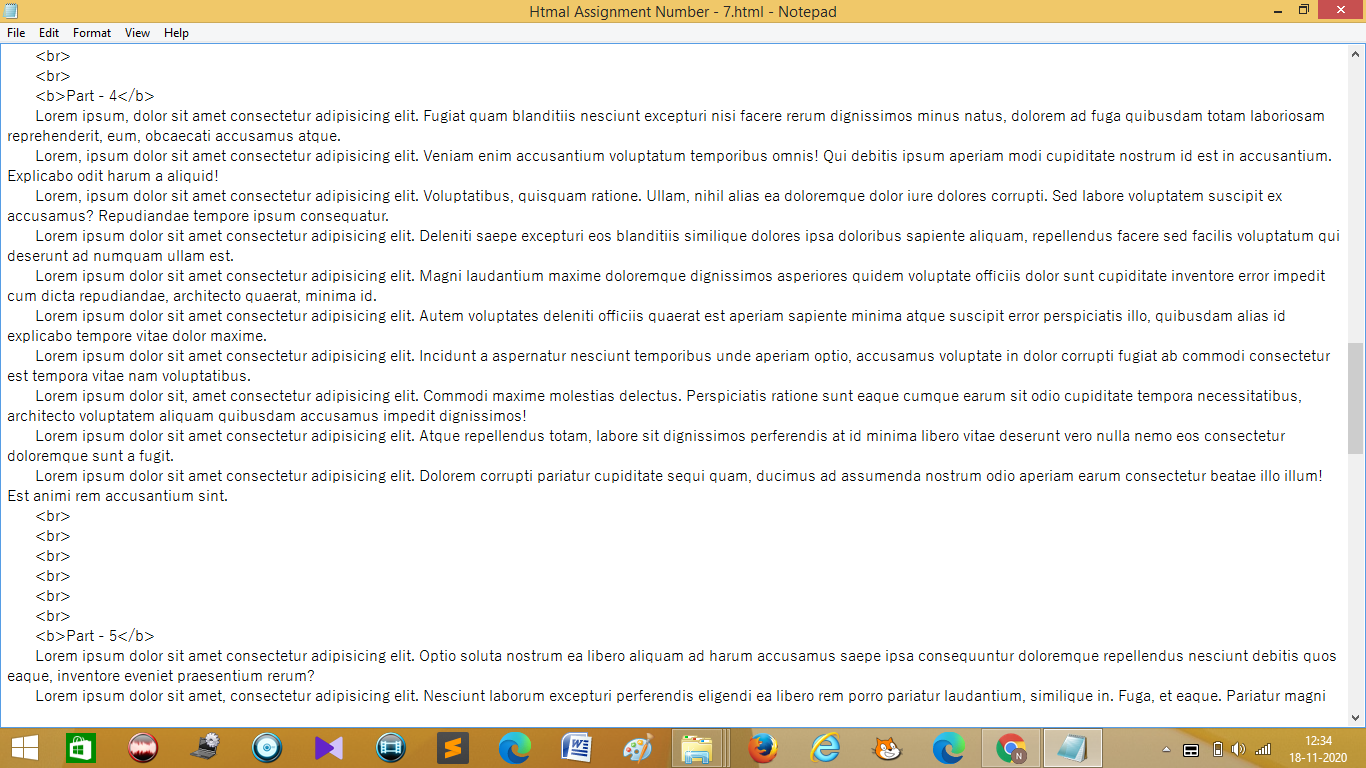 Htmal Assignment Number - 7.html - Notepad
File Edit Format View Help
<br>
<br>
<b>Part - 4</b>
Lorem ipsum, dolor sit amet consectetur adipisicing elit. Fugiat quam blanditiis nesciunt excepturi nisi facere rerum dignissimos minus natus, dolorem ad fuga quibusdam totam laboriosam
reprehenderit, eum, obcaecati accusamus atque.
Lorem, ipsum dolor sit amet consectetur adipisicing elit. Veniam enim accusantium voluptatum temporibus omnis! Qui debitis ipsum aperiam modi cupiditate nostrum id est in accusantium.
Explicabo odit harum a aliquid!
Lorem, ipsum dolor sit amet consectetur adipisicing elit. Voluptatibus, quisquam ratione. Ullam, nihil alias ea doloremque dolor iure dolores corrupti. Sed labore voluptatem suscipit ex
accusamus? Repudiandae tempore ipsum consequatur.
Lorem ipsum dolor sit amet consectetur adipisicing elit. Deleniti saepe excepturi eos blanditiis similique dolores ipsa doloribus sapiente aliquam, repellendus facere sed facilis voluptatum qui
deserunt ad numquam ullam est.
Lorem ipsum dolor sit amet consectetur adipisicing elit. Magni laudantium maxime doloremque dignissimos asperiores quidem voluptate officiis dolor sunt cupiditate inventore error impedit
cum dicta repudiandae, architecto quaerat, minima id.
Lorem ipsum dolor sit amet consectetur adipisicing elit. Autem voluptates deleniti officiis quaerat est aperiam sapiente minima atque suscipit error perspiciatis illo, quibusdam alias id
explicabo tempore vitae dolor maxime.
Lorem ipsum dolor sit amet consectetur adipisicing elit. Incidunt a aspernatur nesciunt temporibus unde aperiam optio, accusamus voluptate in dolor corrupti fugiat ab commodi consectetur
est tempora vitae nam voluptatibus.
Lorem ipsum dolor sit, amet consectetur adipisicing elit. Commodi maxime molestias delectus. Perspiciatis ratione sunt eaque cumque earum sit odio cupiditate tempora necessitatibus,
architecto voluptatem aliquam quibusdam accusamus impedit dignissimos!
Lorem ipsum dolor sit amet consectetur adipisicing elit. Atque repellendus totam, labore sit dignissimos perferendis at id minima libero vitae deserunt vero nulla nemo eos consectetur
doloremque sunt a fugit.
Lorem ipsum dolor sit amet consectetur adipisicing elit. Dolorem corrupti pariatur cupiditate sequi quam, ducimus ad assumenda nostrum odio aperiam earum consectetur beatae illo illum!
Est animi rem accusantium sint.
<br>
<br>
<br>
<br>
<br>
<br>
<b>Part - 5</b>
Lorem ipsum dolor sit amet consectetur adipisicing elit. Optio soluta nostrum ea libero aliquam ad harum accusamus saepe ipsa consequuntur doloremque repellendus nesciunt debitis quos
eaque, inventore eveniet praesentium rerum?
Lorem ipsum dolor sit amet, consectetur adipisicing elit. Nesciunt laborum excepturi perferendis eligendi ea libero rem porro pariatur laudantium, similique in. Fuga, et eaque. Pariatur magni
12:34
18-11-2020